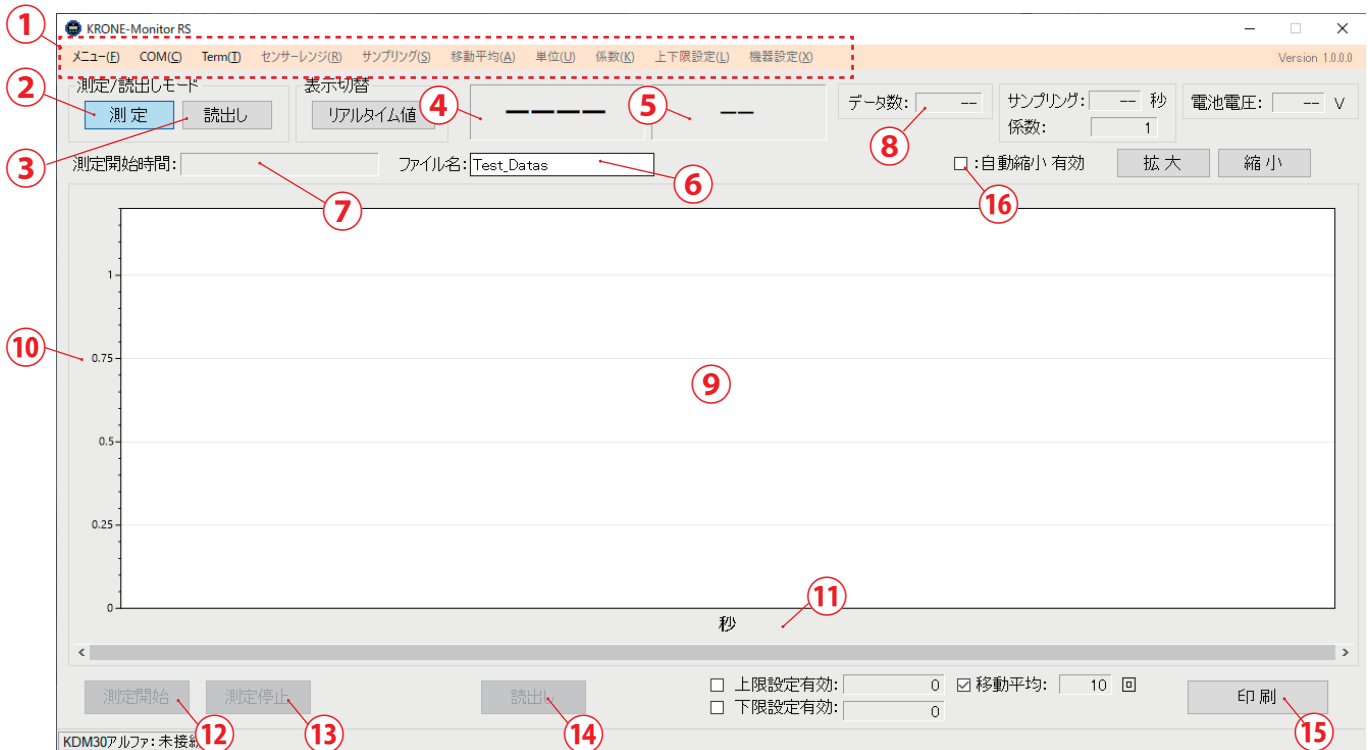 ①
KRONE-Monitor RS
メニュー(F) COM(C) Term(T) センサーレンジ(R) サンプリング(S) 移動平均(A) 単位(U) 係数(K) 上下限設定(L) 機器設定(X) Version 1.0.0.0
測定/読出しモード 表示切替
② 測定 読出し リアルタイム値 ④ ---- ⑤ -- データ数: -- サンプリング: -- 秒 電池電圧: -- V
係数: 1
⑧
③ 測定開始時間: ファイル名: Test_Datas □:自動縮小 有効 拡大 縮小
⑦ ⑥ ⑯
1
⑩ 0.75
⑨
0.5
0.25
0
秒 ⑪
< >
測定開始 測定停止 読出し □ 上限設定有効: 0 ☑ 移動平均: 10 回 印刷
□ 下限設定有効: 0
⑫ ⑬ ⑭ ⑮
KDM30アルファ: 未接